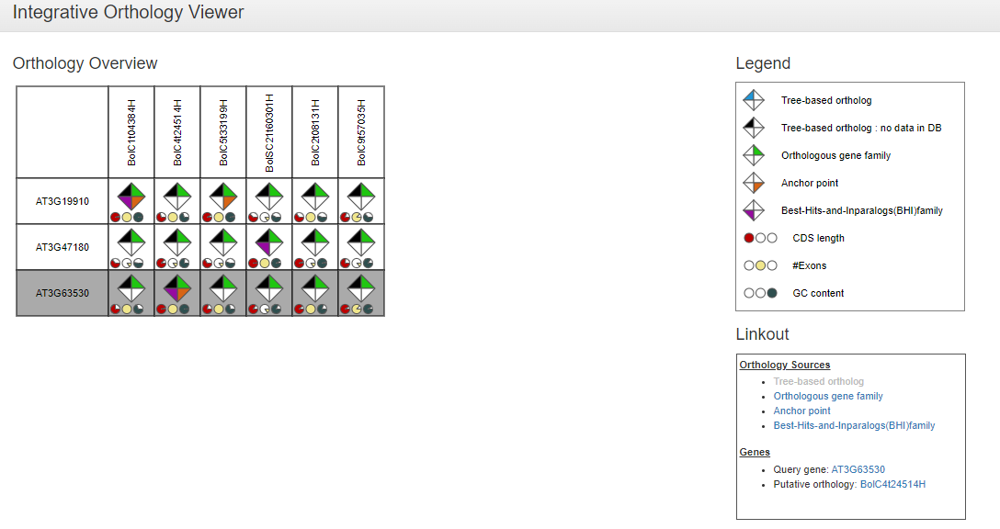 Integrative Orthology Viewer
Orthology Overview
BolC1t04384H
BolC4t24514H
BolC5t33199H
BolSC21t60301H
BolC2t08131H
BolC9t57035H
AT3G19910
AT3G47180
AT3G63530
Legend
Tree-based ortholog
Tree-based ortholog : no data in DB
Orthologous gene family
Anchor point
Best-Hits-and-Inparalogs(BHI)family
CDS length
#Exons
GC content
Linkout
Orthology Sources
Tree-based ortholog
Orthologous gene family
Anchor point
Best-Hits-and-Inparalogs(BHI)family
Genes
Query gene: AT3G63530
Putative orthology: BolC4t24514H